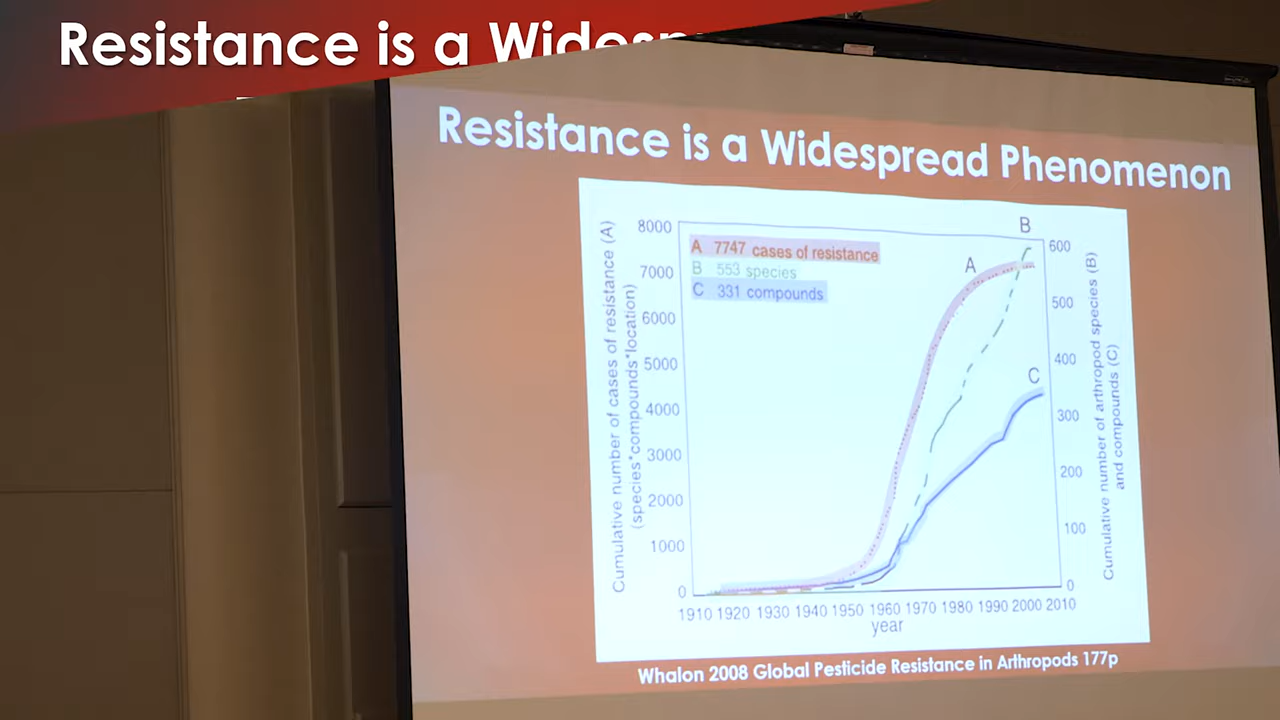 Resistance is a Widesp
Resistance is a Widespread Phenomenon
Cumulative number of cases of resistance (A)
(species*compounds*location)
8000
7000
6000
5000
4000
3000
2000
1000
0
A 7747 cases of resistance
B 553 species
C 331 compounds
A
B
C
600
500
400
300
200
100
0
Cumulative number of arthropod species (B)
and compounds (C)
1910 1920 1930 1940 1950 1960 1970 1980 1990 2000 2010
year
Whalon 2008 Global Pesticide Resistance in Arthropods 177p